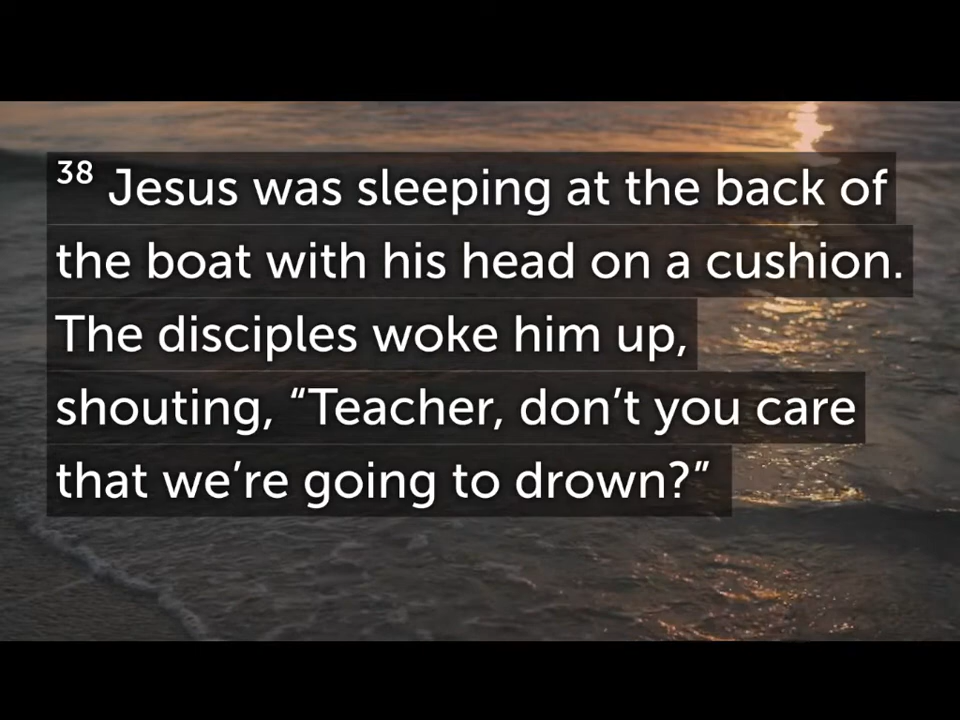 ³⁸ Jesus was sleeping at the back of
the boat with his head on a cushion.
The disciples woke him up,
shouting, “Teacher, don’t you care
that we’re going to drown?”